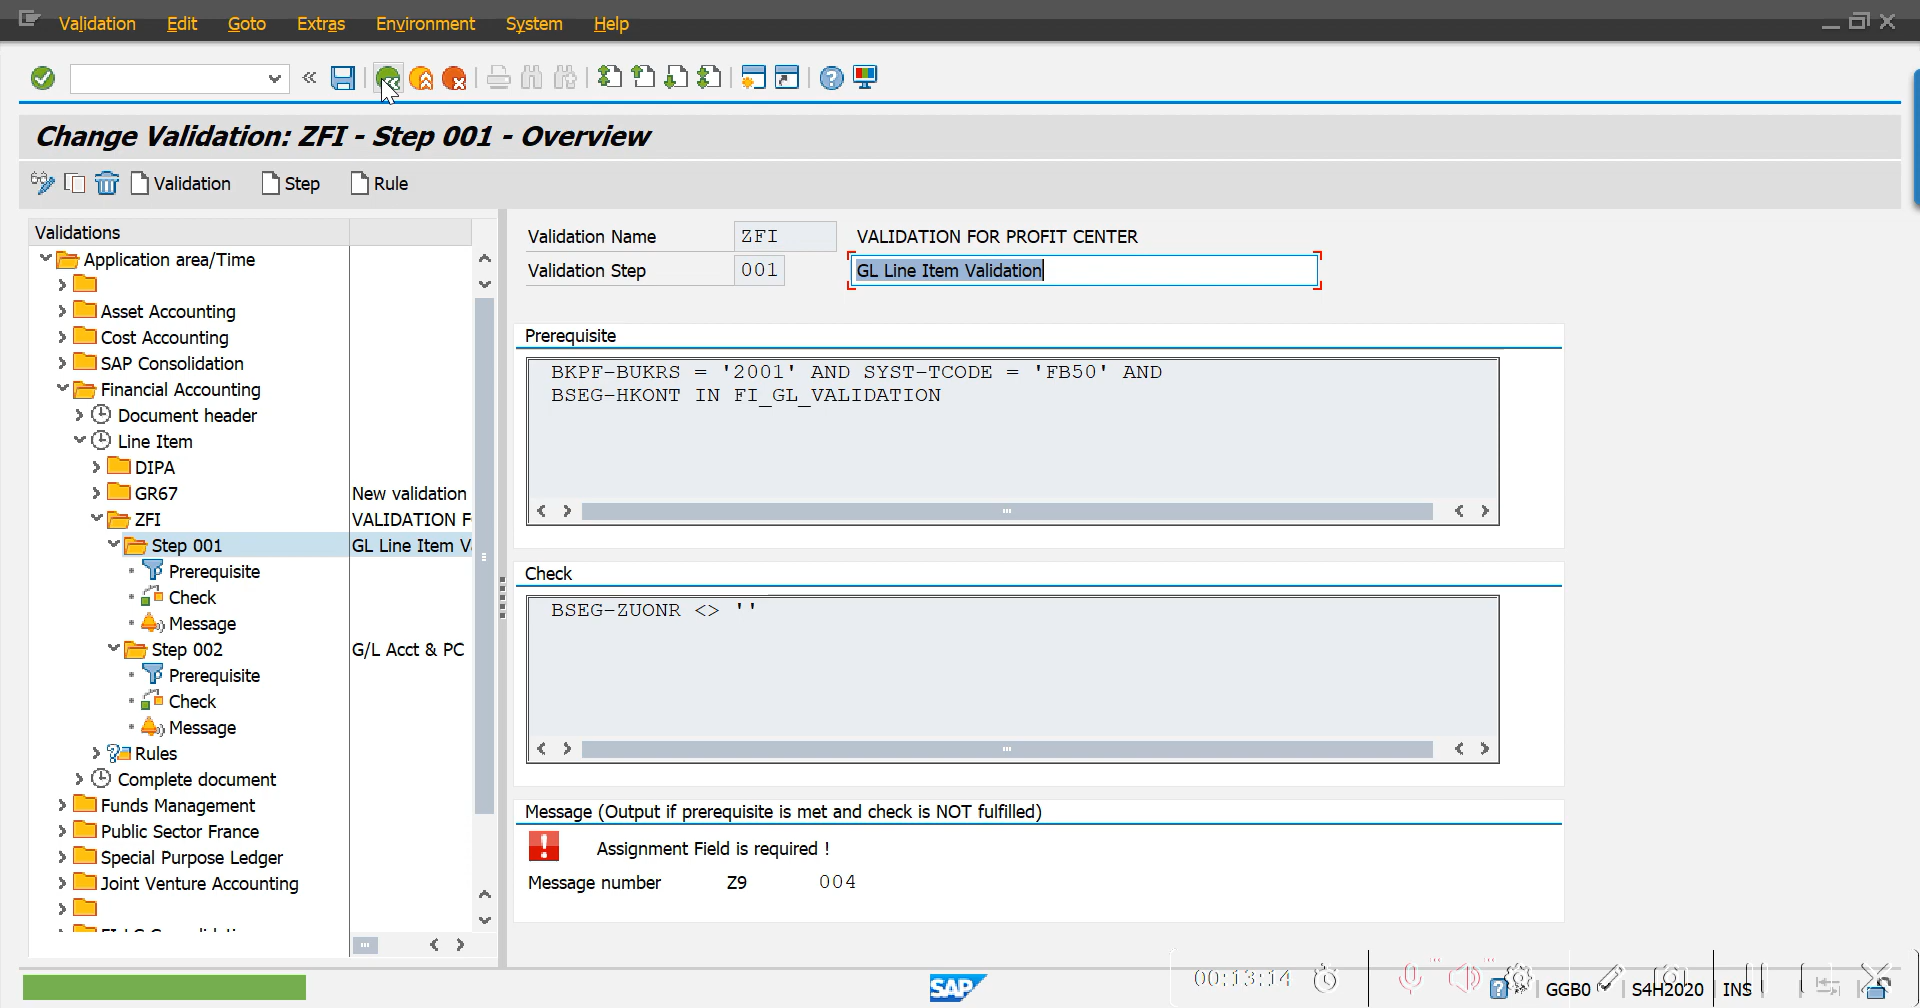 Validation Edit Goto Extras Environment System Help
Change Validation: ZFI - Step 001 - Overview
Validation Step Rule
Validations
Application area/Time
Asset Accounting
Cost Accounting
SAP Consolidation
Financial Accounting
Document header
Line Item
DIPA
GR67 New validation
ZFI VALIDATION F
Step 001 GL Line Item V
Prerequisite
Check
Message
Step 002 G/L Acct & PC
Prerequisite
Check
Message
Rules
Complete document
Funds Management
Public Sector France
Special Purpose Ledger
Joint Venture Accounting
Validation Name ZFI VALIDATION FOR PROFIT CENTER
Validation Step 001 GL Line Item Validation
Prerequisite
BKPF-BUKRS = '2001' AND SYST-TCODE = 'FB50' AND
BSEG-HKONT IN FI_GL_VALIDATION
Check
BSEG-ZUONR <> ''
Message (Output if prerequisite is met and check is NOT fulfilled)
Assignment Field is required !
Message number Z9 004
SAP 00:13:14 GGB0 S4H2020 INS